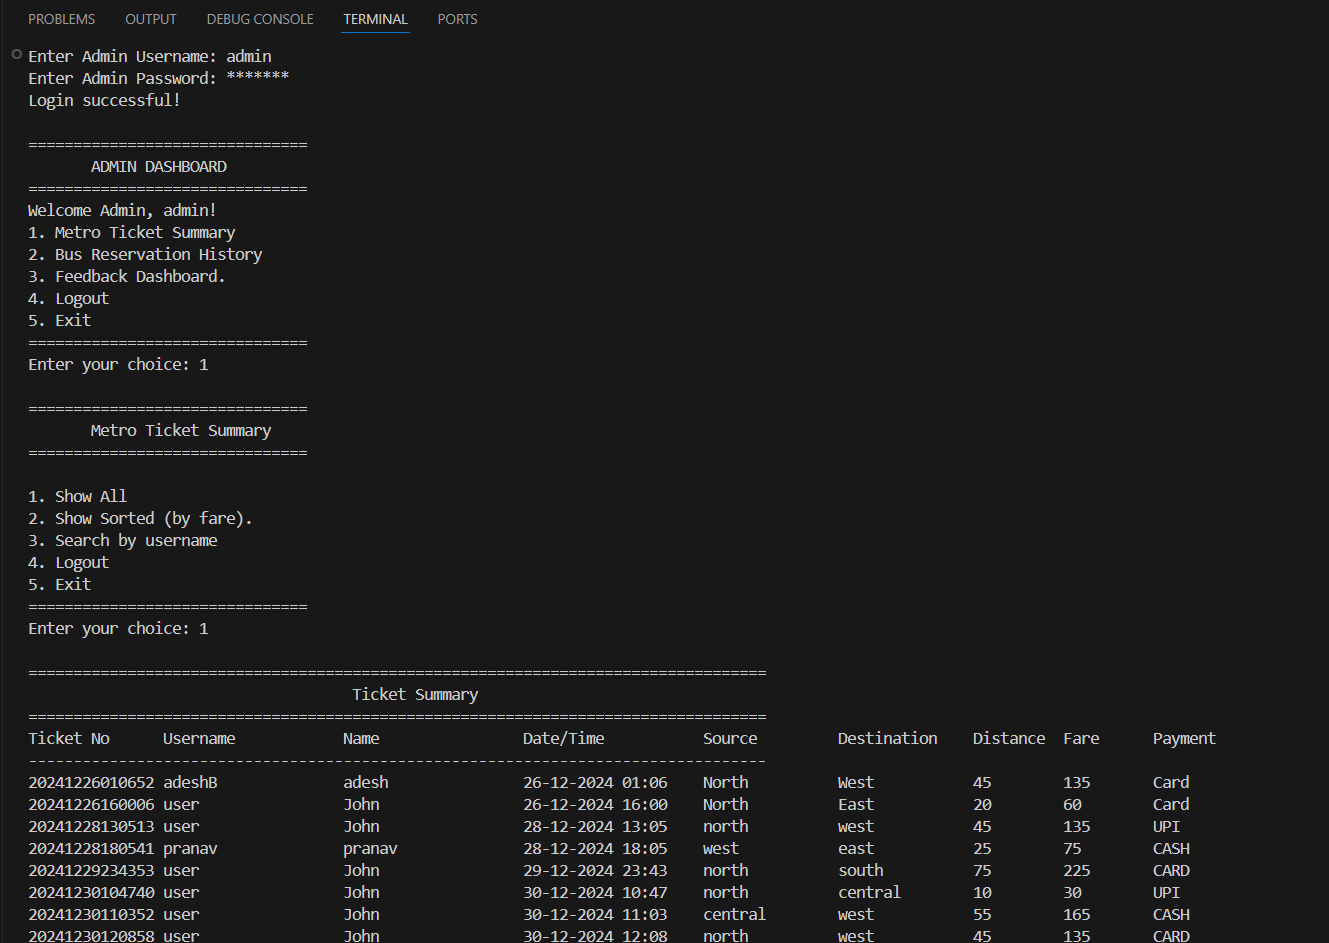 PROBLEMS OUTPUT DEBUG CONSOLE TERMINAL PORTS
Enter Admin Username: admin
Enter Admin Password: *******
Login successful!
===============================
ADMIN DASHBOARD
===============================
Welcome Admin, admin!
1. Metro Ticket Summary
2. Bus Reservation History
3. Feedback Dashboard.
4. Logout
5. Exit
===============================
Enter your choice: 1
===============================
Metro Ticket Summary
===============================
1. Show All
2. Show Sorted (by fare).
3. Search by username
4. Logout
5. Exit
===============================
Enter your choice: 1
==================================================================================
Ticket Summary
==================================================================================
Ticket No Username Name Date/Time Source Destination Distance Fare Payment
----------------------------------------------------------------------------------
20241226010652 adeshB adesh 26-12-2024 01:06 North West 45 135 Card
20241226160006 user John 26-12-2024 16:00 North East 20 60 Card
20241228130513 user John 28-12-2024 13:05 north west 45 135 UPI
20241228180541 pranav pranav 28-12-2024 18:05 west east 25 75 CASH
20241229234353 user John 29-12-2024 23:43 north south 75 225 CARD
20241230104740 user John 30-12-2024 10:47 north central 10 30 UPI
20241230110352 user John 30-12-2024 11:03 central west 55 165 CASH
20241230120858 user John 30-12-2024 12:08 north west 45 135 CARD